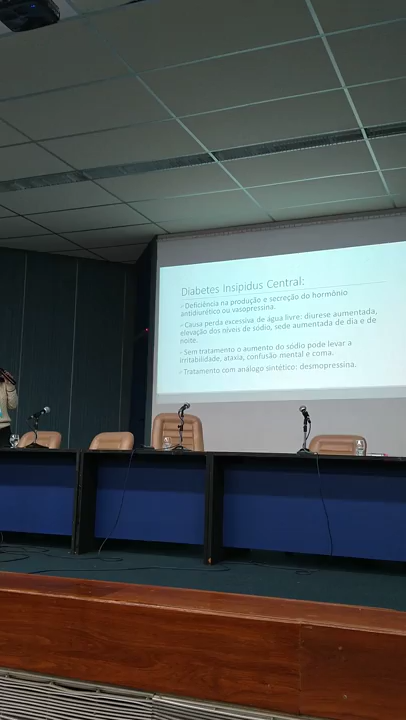 Diabetes Insipidus Central:
- Deficiência na produção e secreção do hormônio
antidiurético ou vasopressina.
- Causa perda excessiva de água livre: diurese aumentada,
elevação dos níveis de sódio, sede aumentada de dia e de
noite.
- Sem tratamento o aumento do sódio pode levar a
irritabilidade, ataxia, confusão mental e coma.
- Tratamento com análogo sintético: desmopressina.